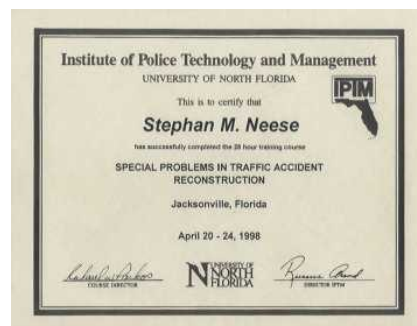 Institute of Police Technology and Management
UNIVERSITY OF NORTH FLORIDA
IPTM
This is to certify that
Stephan M. Neese
has successfully completed the 28 hour training course
SPECIAL PROBLEMS IN TRAFFIC ACCIDENT
RECONSTRUCTION
Jacksonville, Florida
April 20 - 24, 1998
UNIVERSITY OF
NORTH
FLORIDA
COURSE DIRECTOR
DIRECTOR IPTM